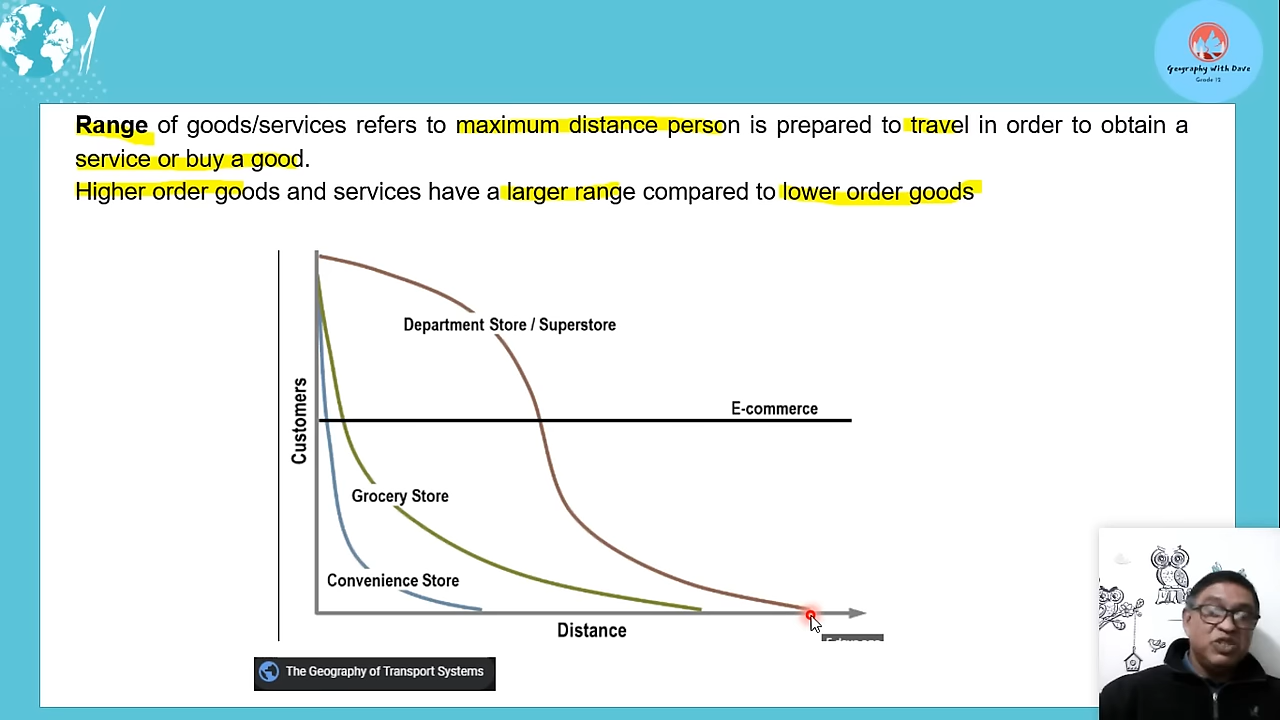 Geography With Dave
Grade 12
Range of goods/services refers to maximum distance person is prepared to travel in order to obtain a
service or buy a good.
Higher order goods and services have a larger range compared to lower order goods
Department Store / Superstore
E-commerce
Customers
Grocery Store
Convenience Store
Distance
The Geography of Transport Systems